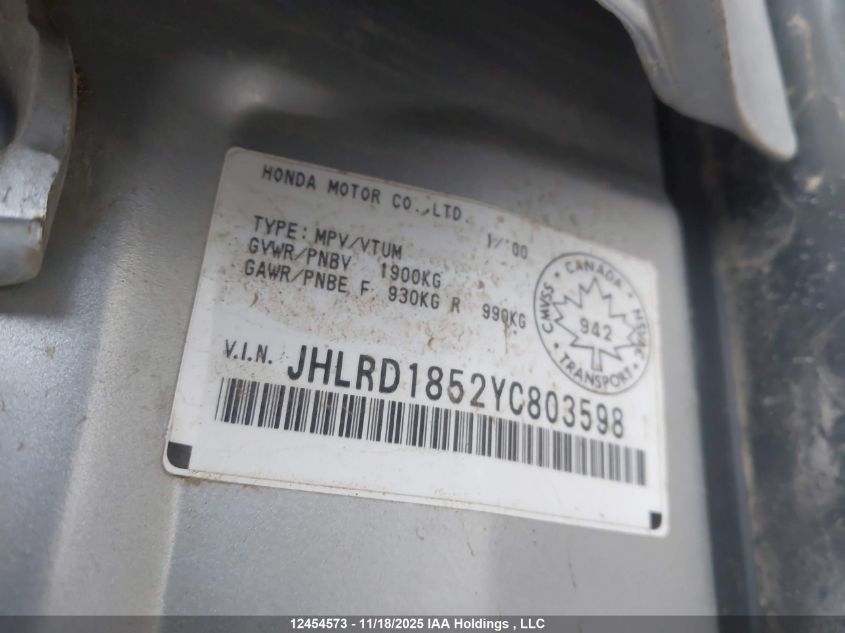 HONDA MOTOR CO.,LTD. 1/'00
TYPE: MPV/VTUM
GVWR/PNBV 1900KG
GAWR/PNBE F 930KG R 990KG
V.I.N. JHLRD1852YC803598
CANADA
CMVSS 942 NSVAC
TRANSPORT
12454573 - 11/18/2025 IAA Holdings , LLC